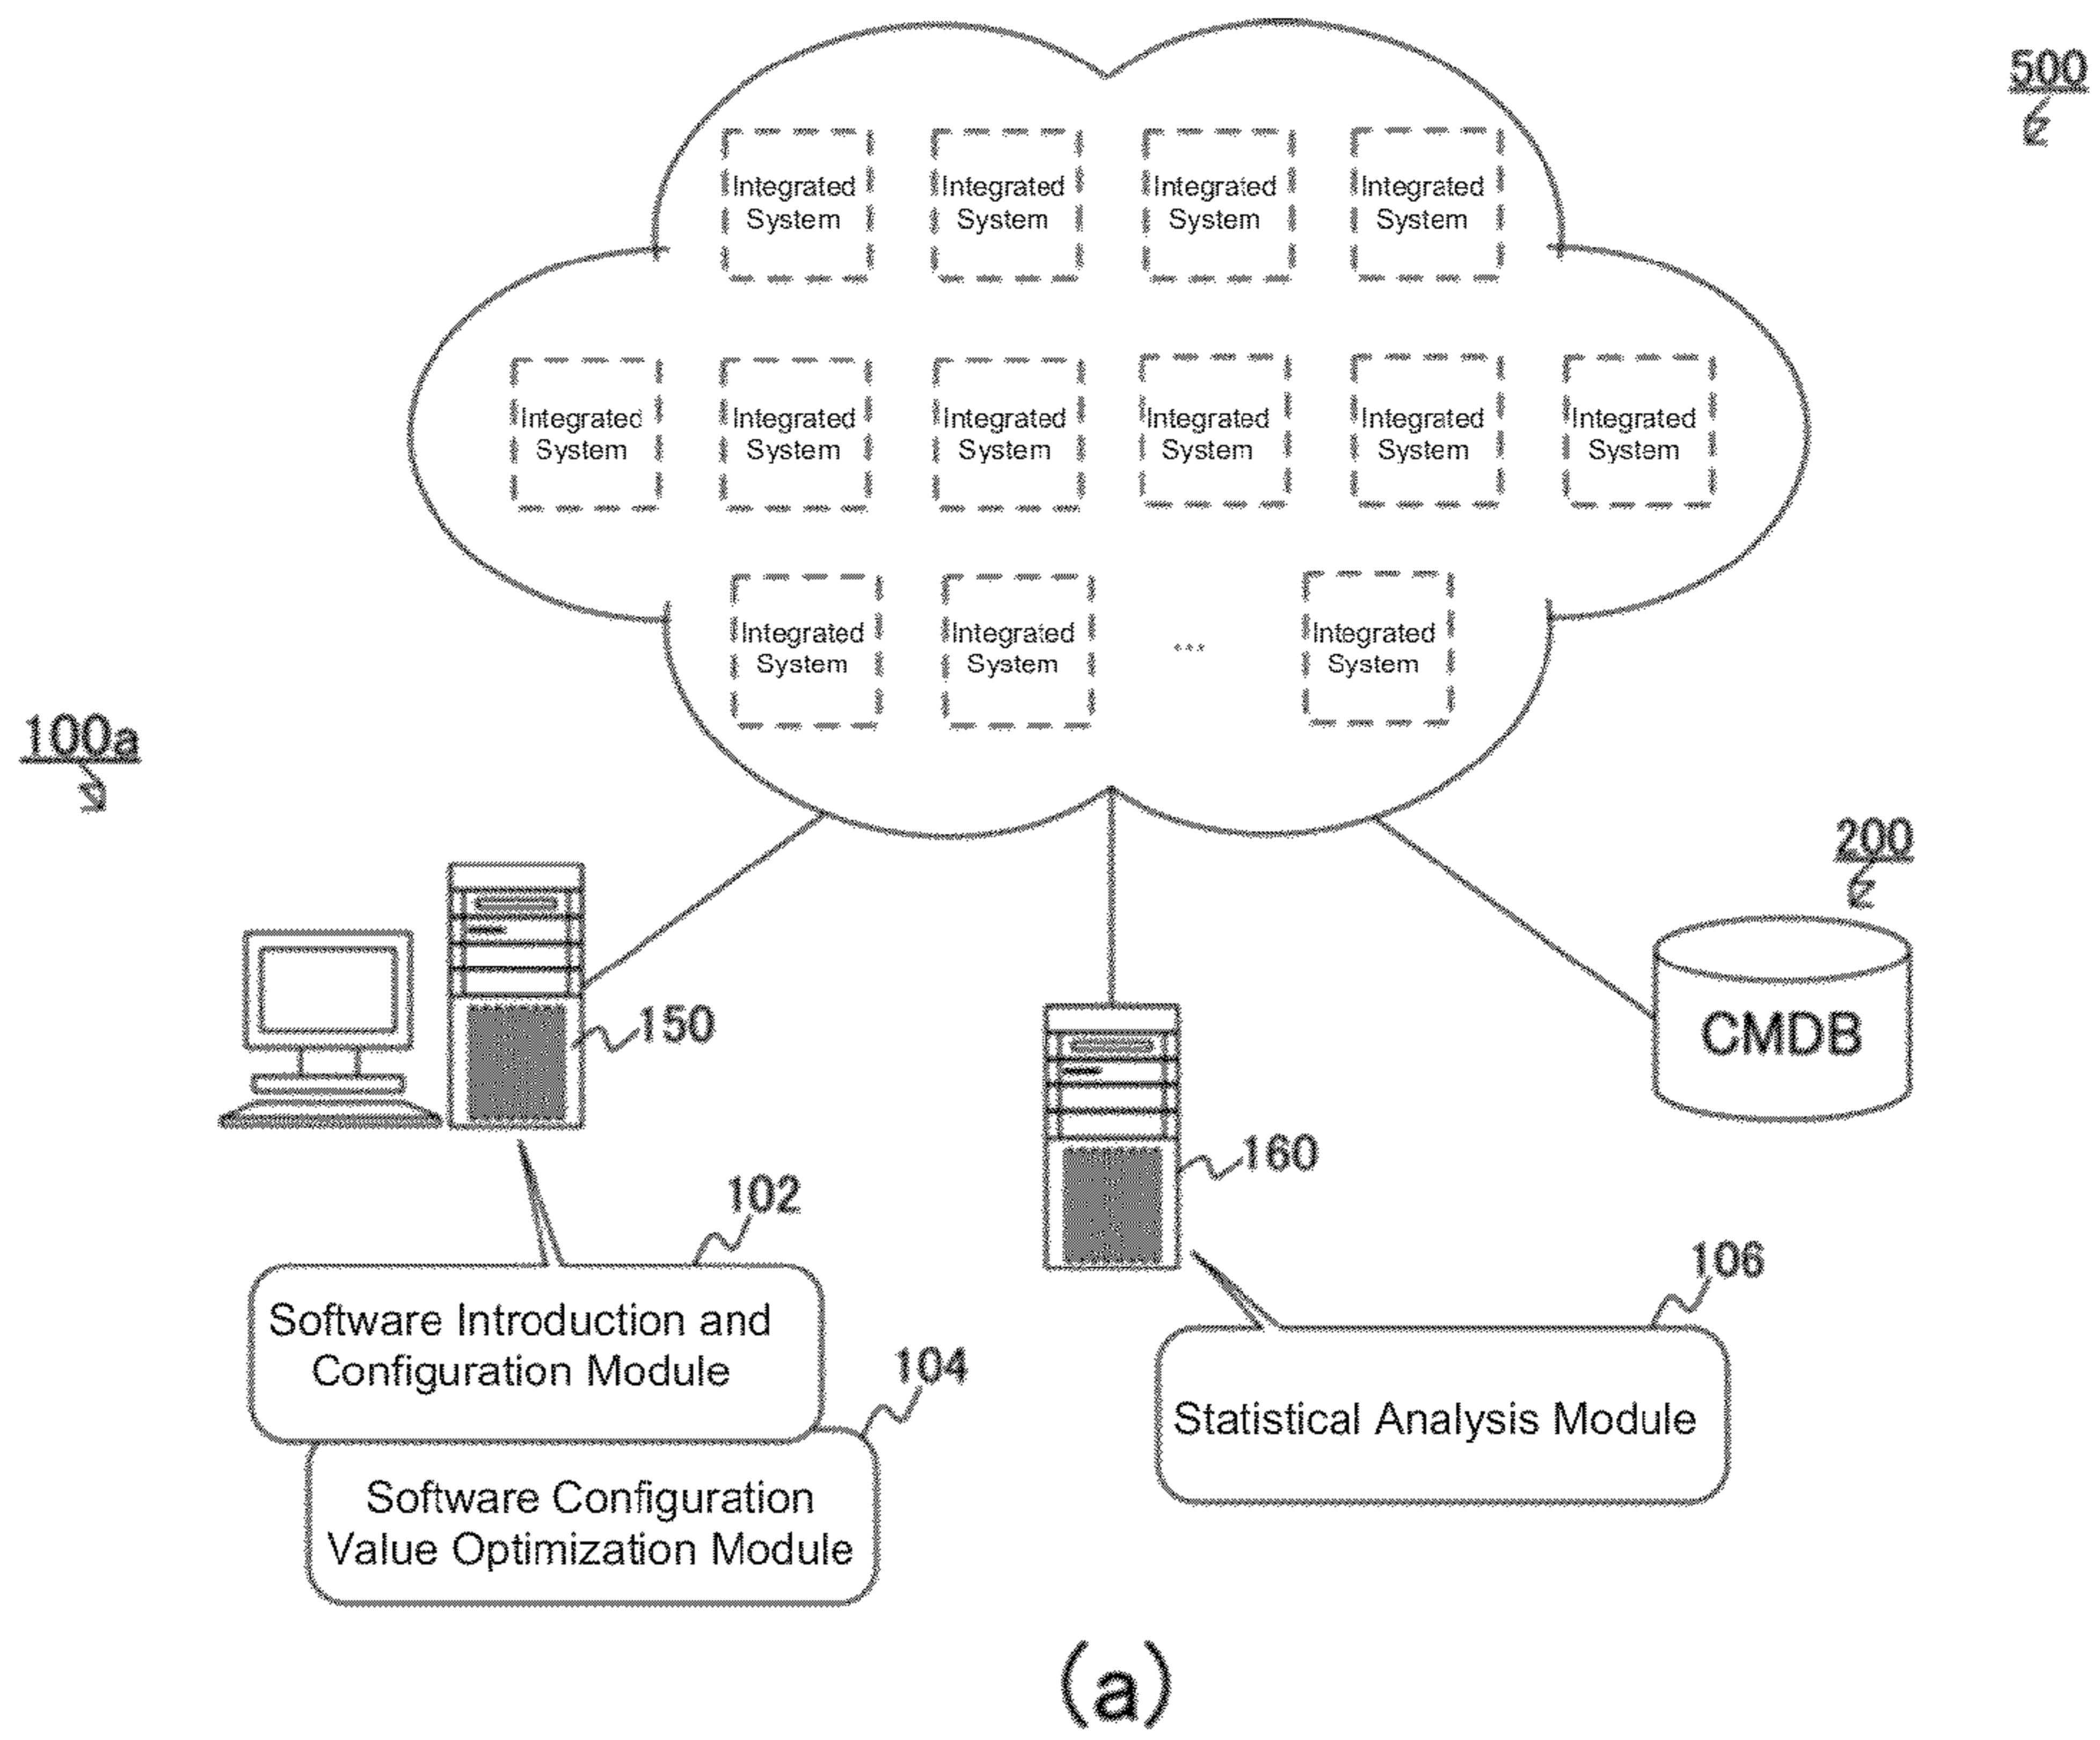 500
Integrated Integrated Integrated Integrated
System System System System
Integrated Integrated Integrated Integrated Integrated Integrated
System System System System System System
Integrated Integrated ... Integrated
System System System
100a
200
CMDB
150
160
102
Software Introduction and
Configuration Module
104
Software Configuration
Value Optimization Module
106
Statistical Analysis Module
(a)